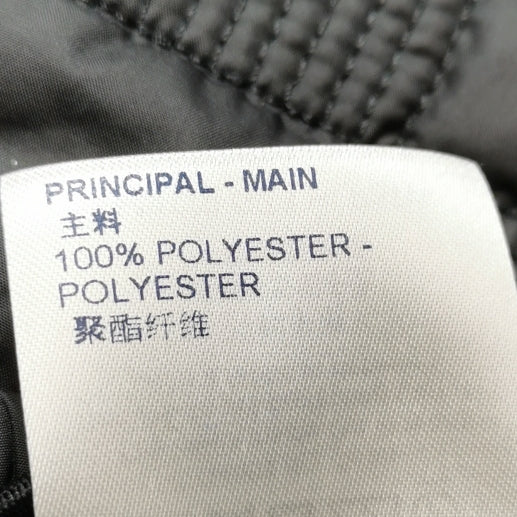 PRINCIPAL - MAIN
主料
100% POLYESTER -
POLYESTER
聚酯纤维